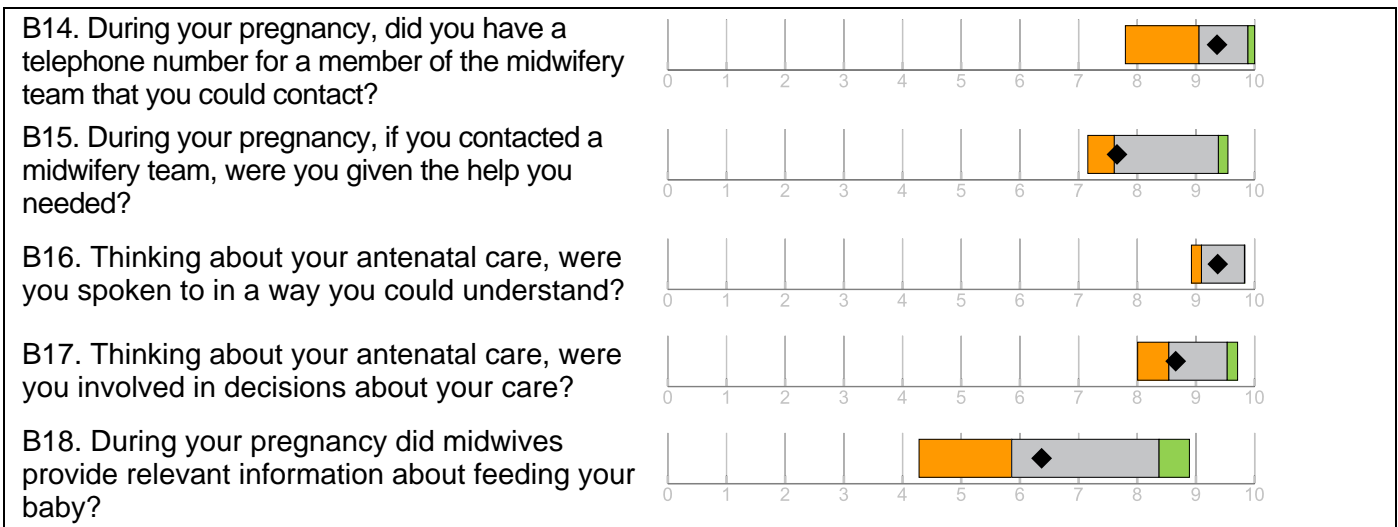 B14. During your pregnancy, did you have a
telephone number for a member of the midwifery
team that you could contact?
0 1 2 3 4 5 6 7 8 9 10
B15. During your pregnancy, if you contacted a
midwifery team, were you given the help you
needed?
0 1 2 3 4 5 6 7 8 9 10
B16. Thinking about your antenatal care, were
you spoken to in a way you could understand?
0 1 2 3 4 5 6 7 8 9 10
B17. Thinking about your antenatal care, were
you involved in decisions about your care?
0 1 2 3 4 5 6 7 8 9 10
B18. During your pregnancy did midwives
provide relevant information about feeding your
baby?
0 1 2 3 4 5 6 7 8 9 10